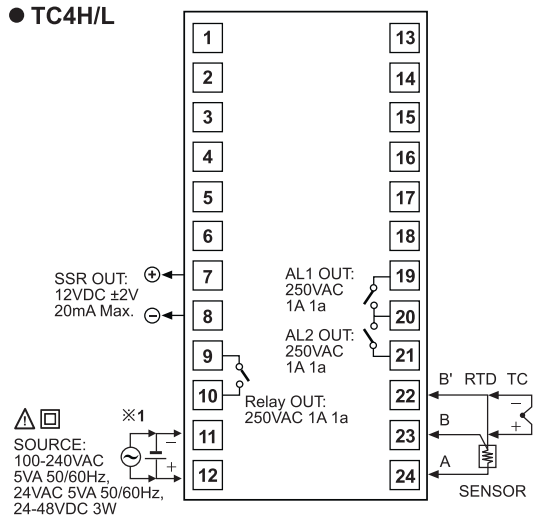 ● TC4H/L
1
13
2
14
3
15
4
16
5
17
6
18
SSR OUT:
12VDC ±2V
20mA Max.
+
−
7
8
AL1 OUT:
250VAC
1A 1a
19
20
AL2 OUT:
250VAC
1A 1a
21
9
10
Relay OUT:
250VAC 1A 1a
B' RTD TC
22
−
+
B
23
A
24
SENSOR
※1
11
12
−
+
SOURCE:
100-240VAC
5VA 50/60Hz,
24VAC 5VA 50/60Hz,
24-48VDC 3W